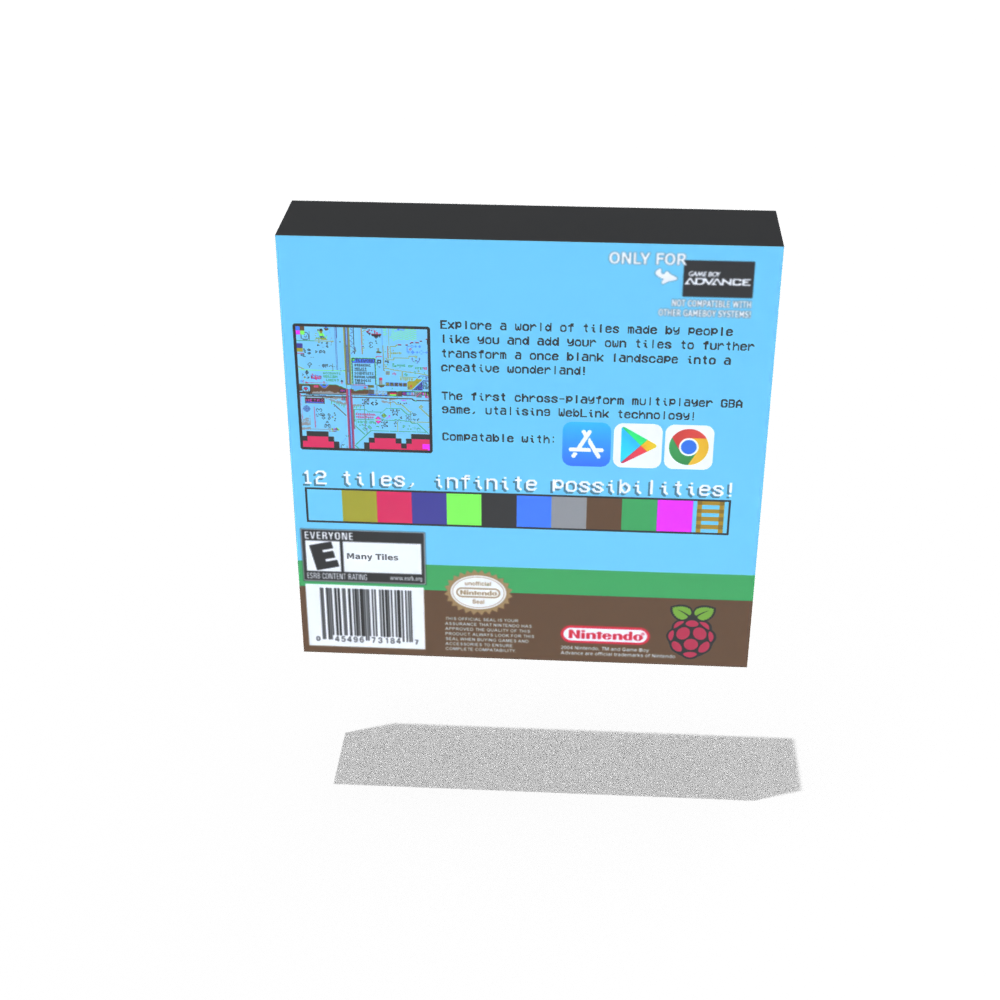 ONLY FOR
GAME BOY
ADVANCE
NOT COMPATIBLE WITH
OTHER GAMEBOY SYSTEMS!
Explore a world of tiles made by people
like you and add your own tiles to further
transform a once blank landscape into a
creative wonderland!
The first chross-playform multiplayer GBA
game, utalising WebLink technology!
Compatable with:
12 tiles, infinite possibilities!
EVERYONE
E
Many Tiles
ESRB CONTENT RATING www.esrb.org
0 45496 73184 7
unofficial
Nintendo
Seal
THIS OFFICIAL SEAL IS YOUR
ASSURANCE THAT NINTENDO HAS
APPROVED THE QUALITY OF THIS
PRODUCT. ALWAYS LOOK FOR THIS
SEAL WHEN BUYING GAMES AND
ACCESSORIES TO ENSURE
COMPLETE COMPATABILITY.
Nintendo
2004 Nintendo, TM and Game Boy
Advance are official trademarks of Nintendo.